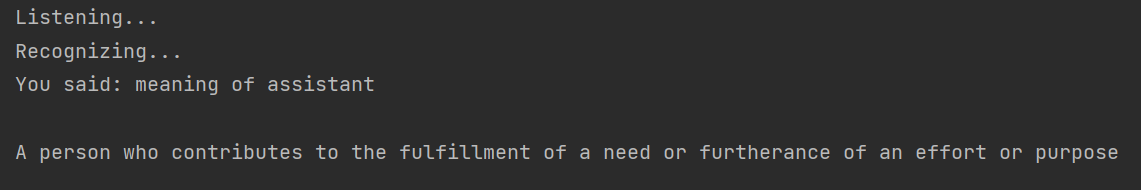 Listening...
Recognizing...
You said: meaning of assistant
A person who contributes to the fulfillment of a need or furtherance of an effort or purpose